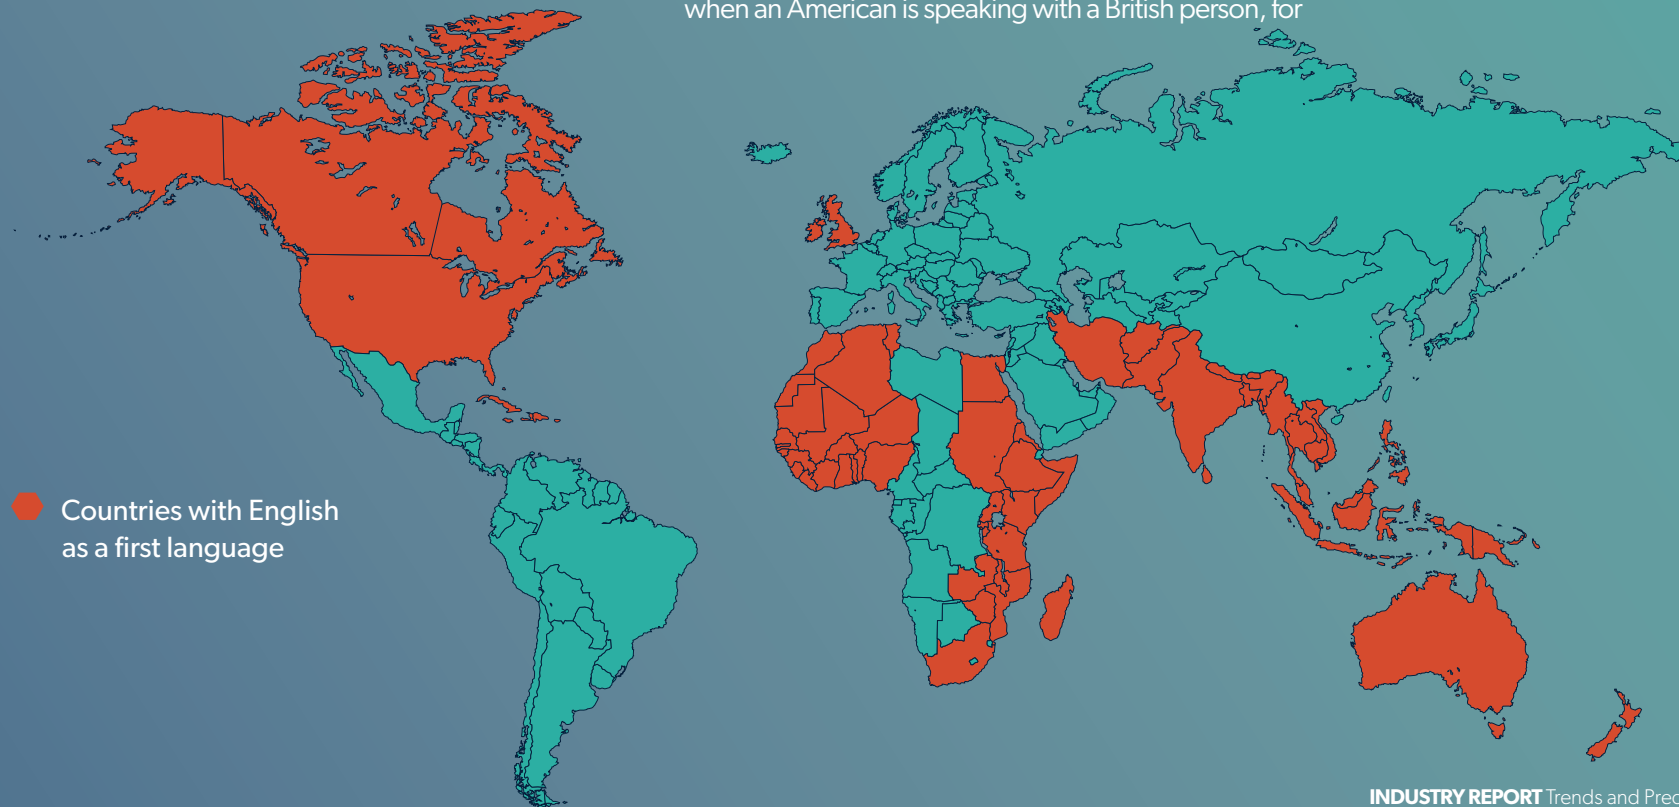 when an American is speaking with a British person, for
Countries with English
as a first language
INDUSTRY REPORT Trends and Pred